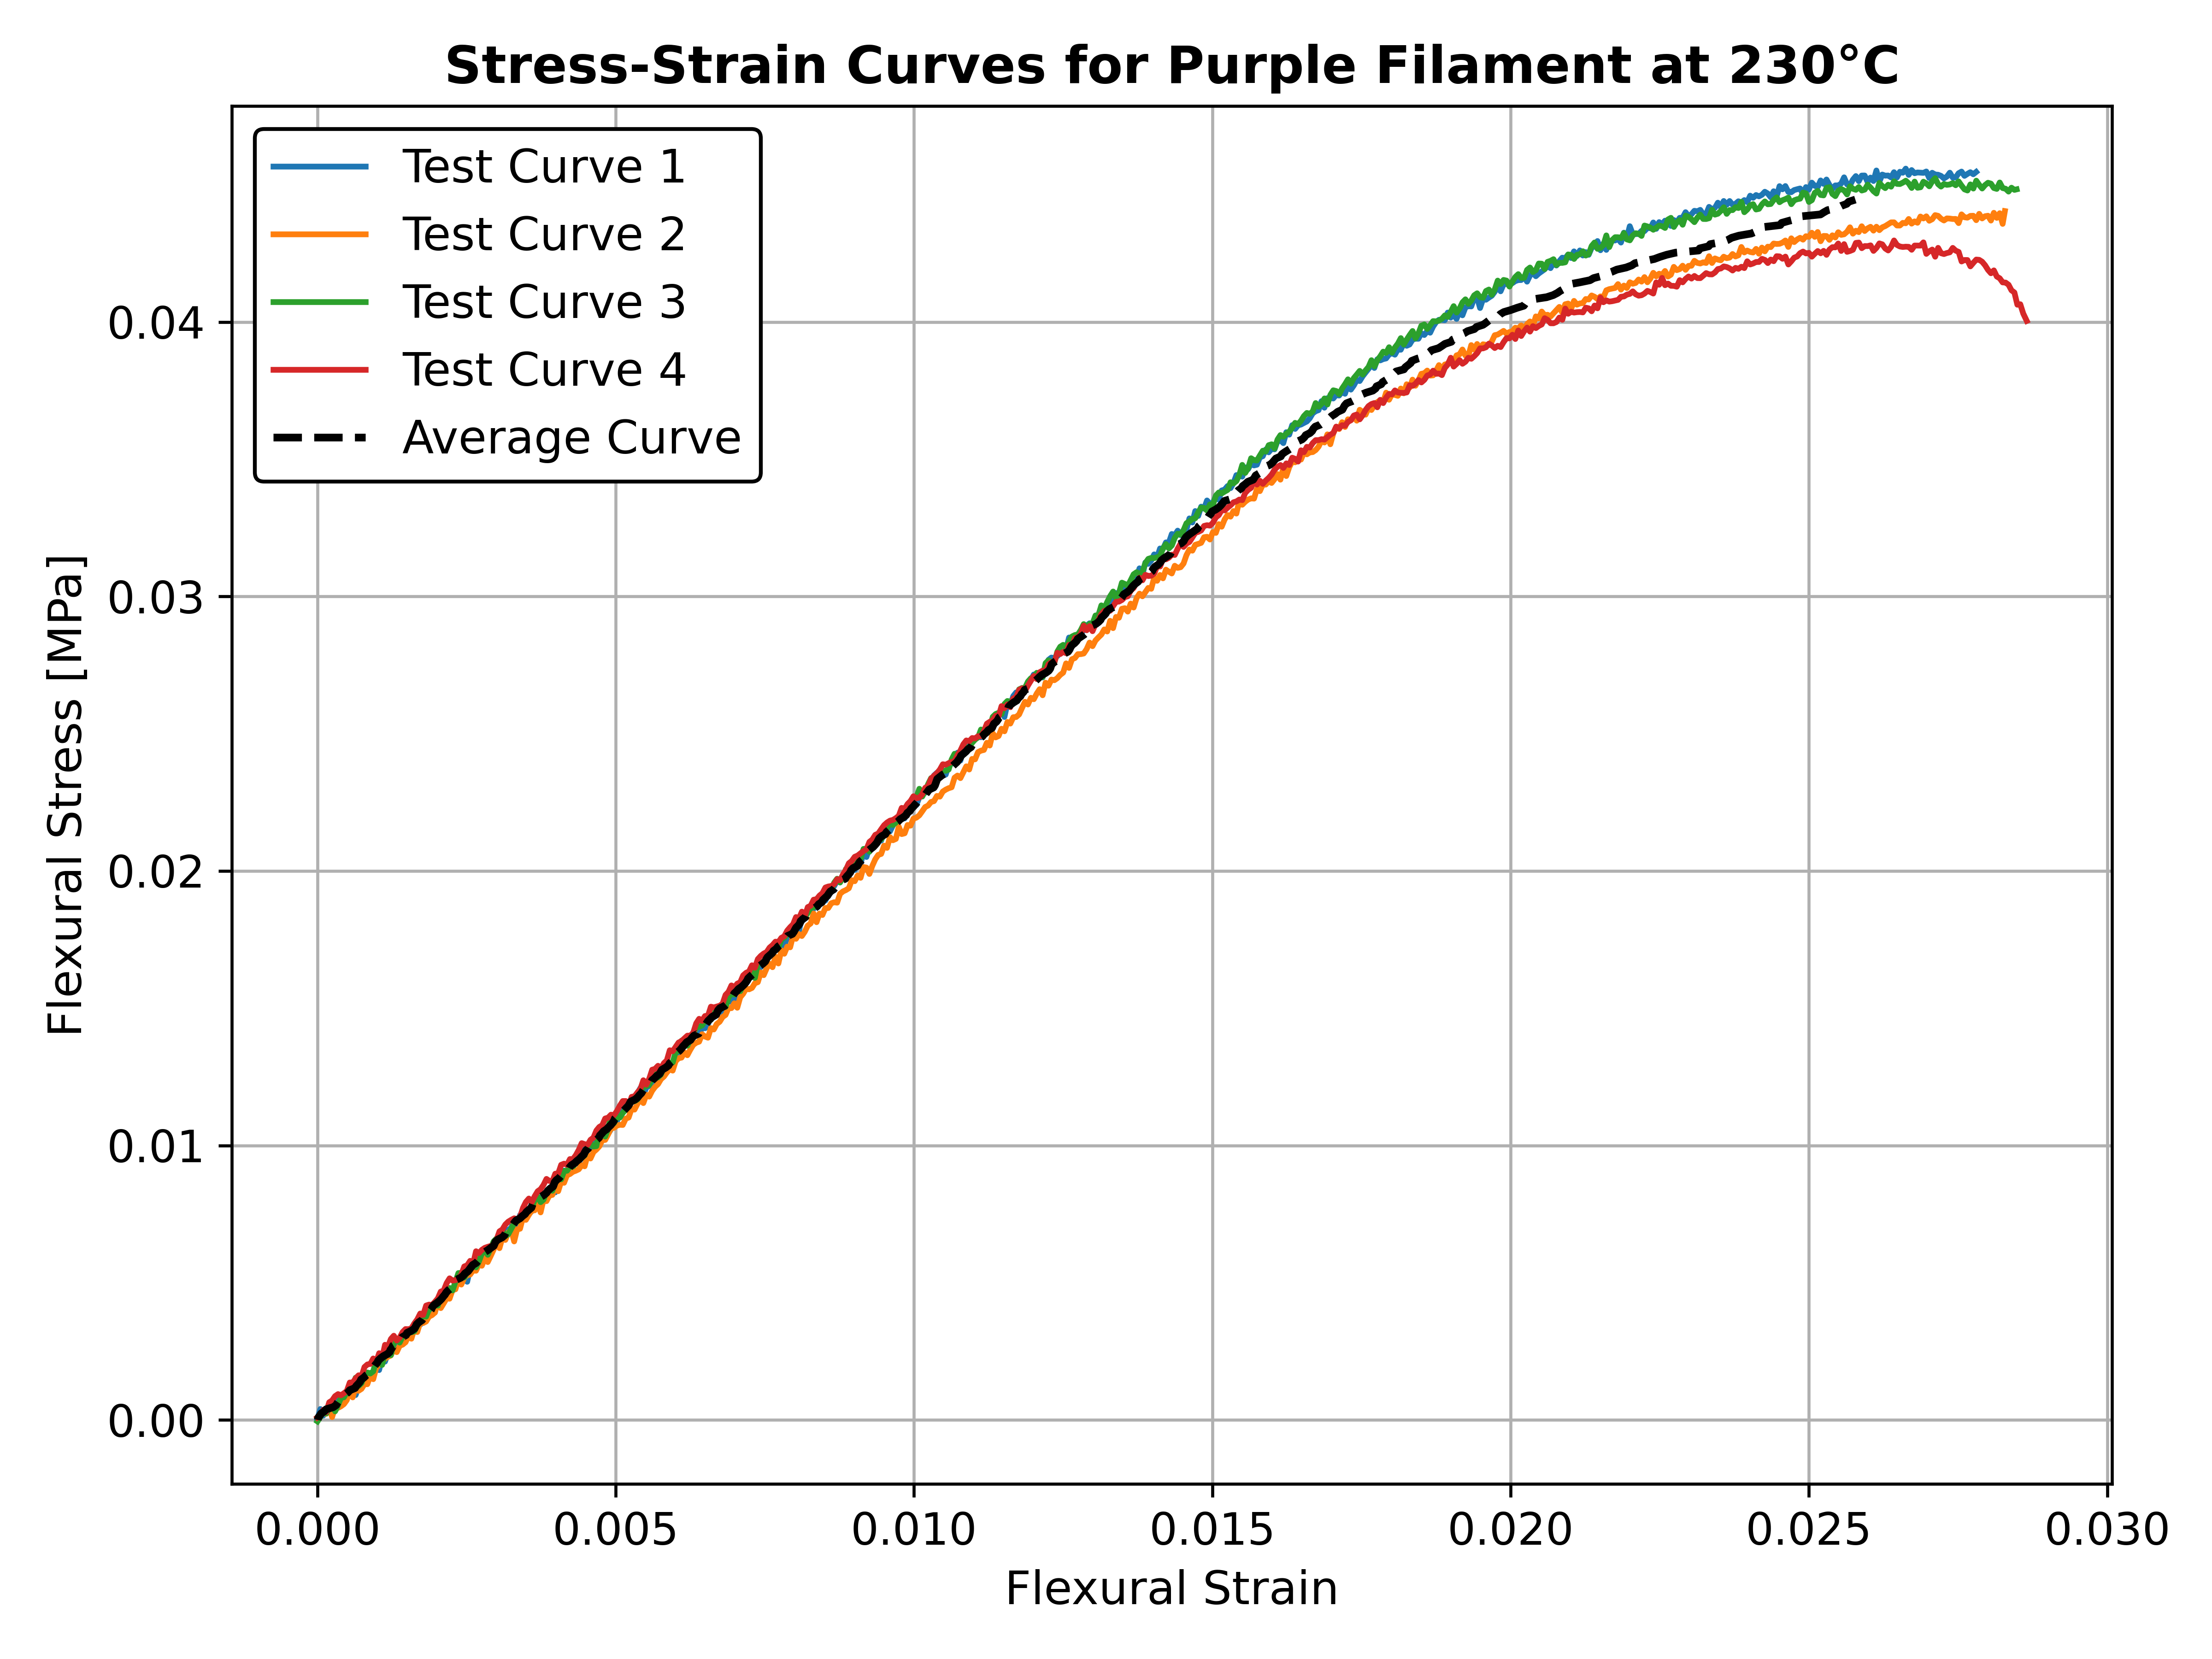 Stress-Strain Curves for Purple Filament at 230°C
Test Curve 1
Test Curve 2
Test Curve 3
Test Curve 4
Average Curve
Flexural Stress [MPa]
0.04
0.03
0.02
0.01
0.00
0.000 0.005 0.010 0.015 0.020 0.025 0.030
Flexural Strain